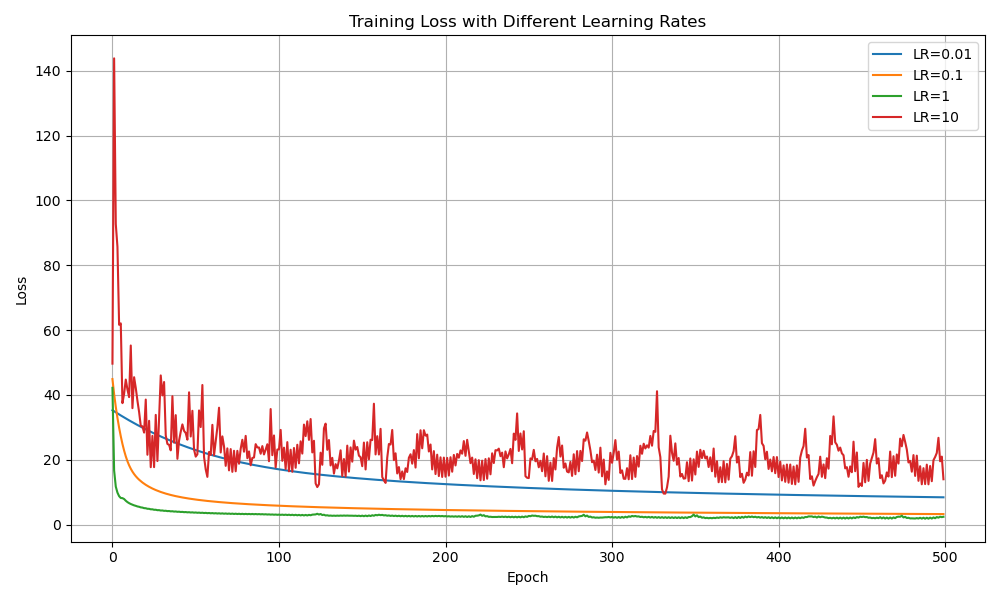 Training Loss with Different Learning Rates
LR=0.01
LR=0.1
LR=1
LR=10
140
120
100
80
60
40
20
0
Loss
0 100 200 300 400 500
Epoch